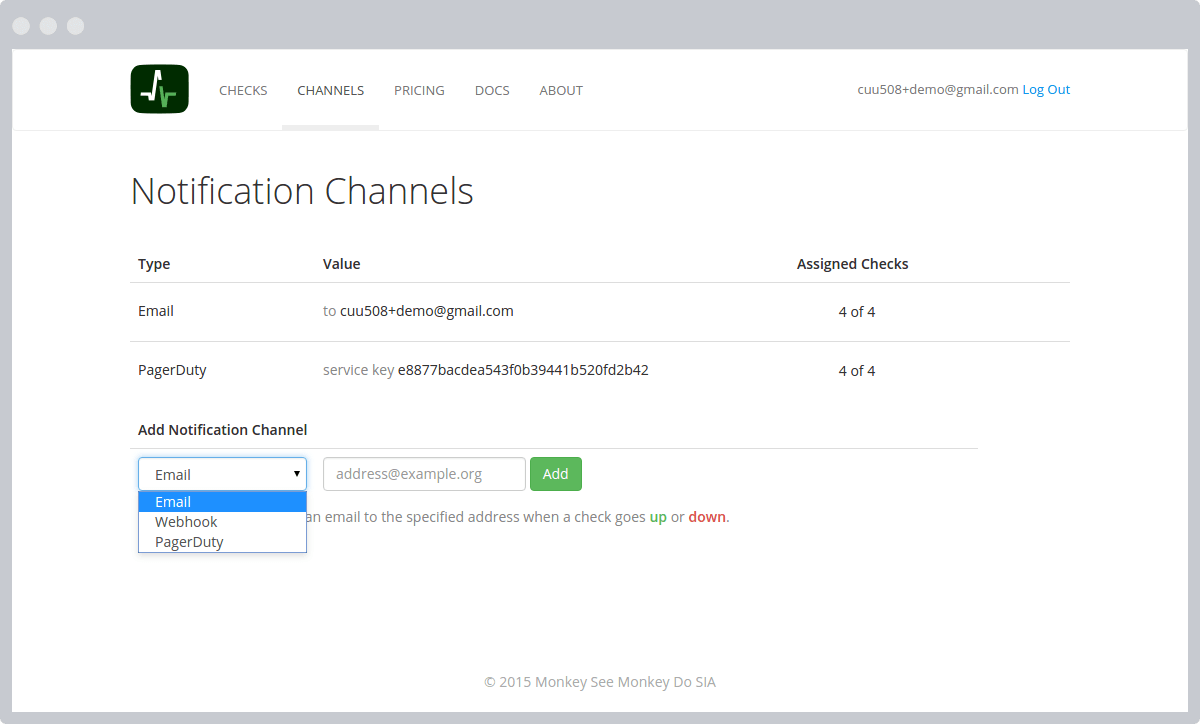 CHECKS CHANNELS PRICING DOCS ABOUT cuu508+demo@gmail.com Log Out
Notification Channels
Type Value Assigned Checks
Email to cuu508+demo@gmail.com 4 of 4
PagerDuty service key e8877bacdea543f0b39441b520fd2b42 4 of 4
Add Notification Channel
Email address@example.org Add
Email
an email to the specified address when a check goes up or down.
Webhook
PagerDuty
© 2015 Monkey See Monkey Do SIA